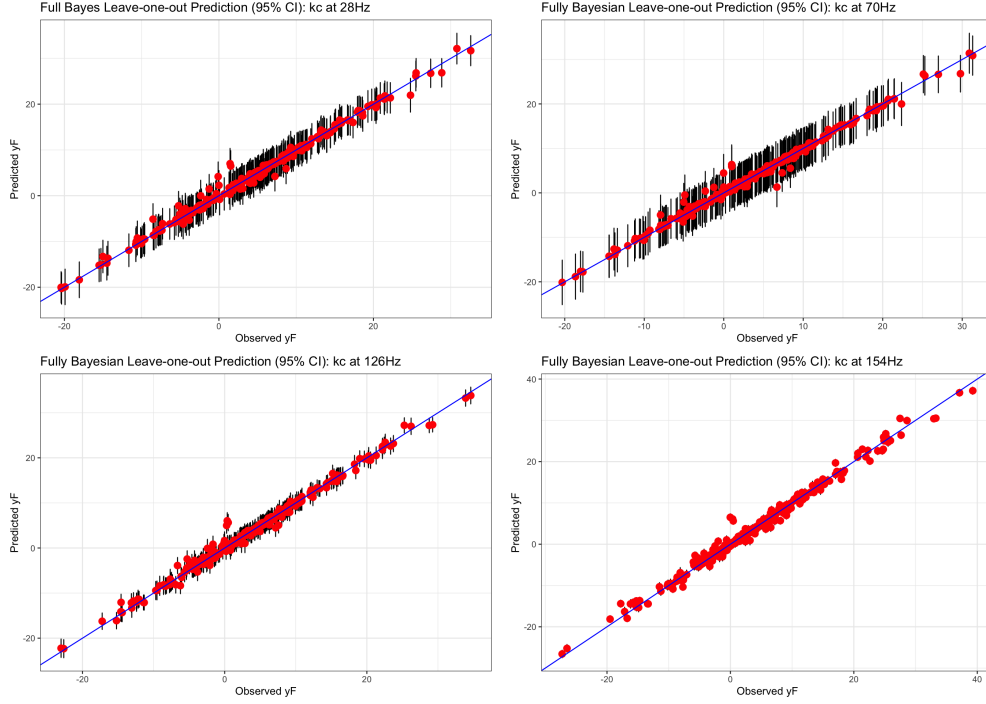 Full Bayes Leave-one-out Prediction (95% CI): kc at 28Hz
Predicted yF
20
0
-20
-20
0
20
Observed yF
Fully Bayesian Leave-one-out Prediction (95% CI): kc at 70Hz
Predicted yF
20
0
-20
-20
-10
0
10
20
30
Observed yF
Fully Bayesian Leave-one-out Prediction (95% CI): kc at 126Hz
Predicted yF
20
0
-20
-20
0
20
Observed yF
Fully Bayesian Leave-one-out Prediction (95% CI): kc at 154Hz
Predicted yF
40
20
0
-20
-20
0
20
40
Observed yF